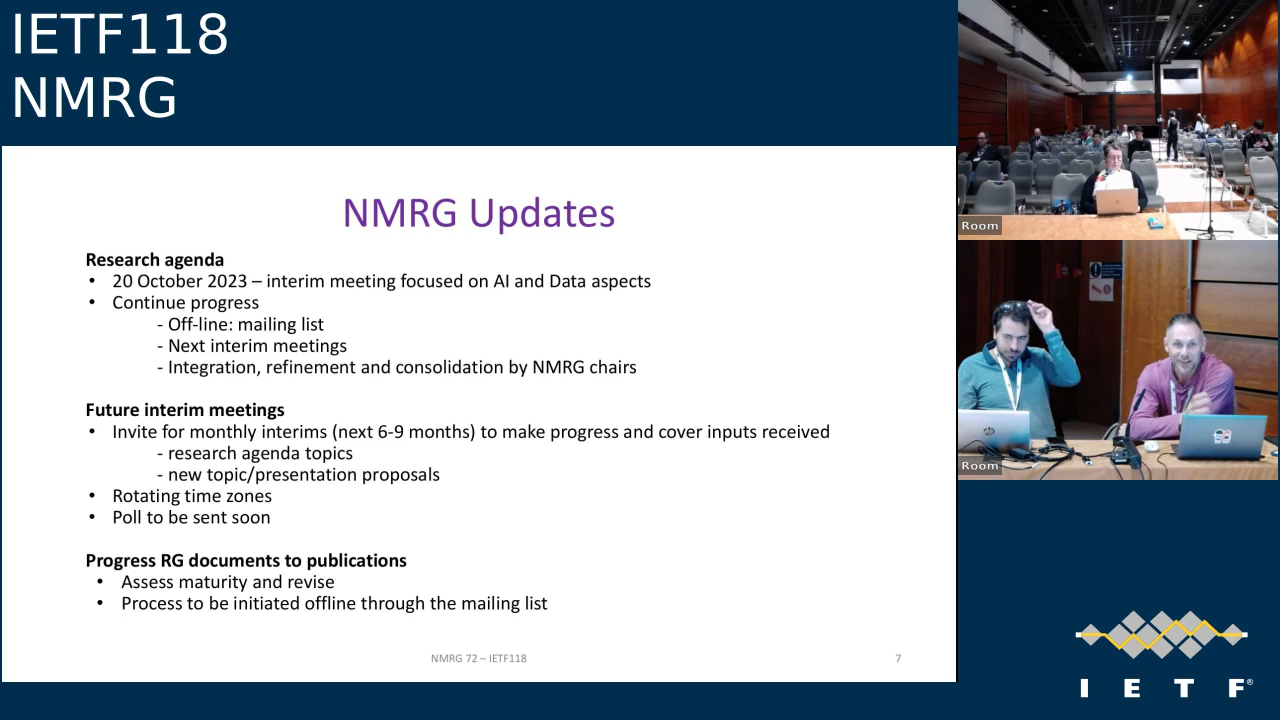 IETF118
NMRG
NMRG Updates
Research agenda
• 20 October 2023 – interim meeting focused on AI and Data aspects
• Continue progress
- Off-line: mailing list
- Next interim meetings
- Integration, refinement and consolidation by NMRG chairs
Future interim meetings
• Invite for monthly interims (next 6-9 months) to make progress and cover inputs received
- research agenda topics
- new topic/presentation proposals
• Rotating time zones
• Poll to be sent soon
Progress RG documents to publications
• Assess maturity and revise
• Process to be initiated offline through the mailing list
NMRG 72 – IETF118
7
Room
Room
I E T F®